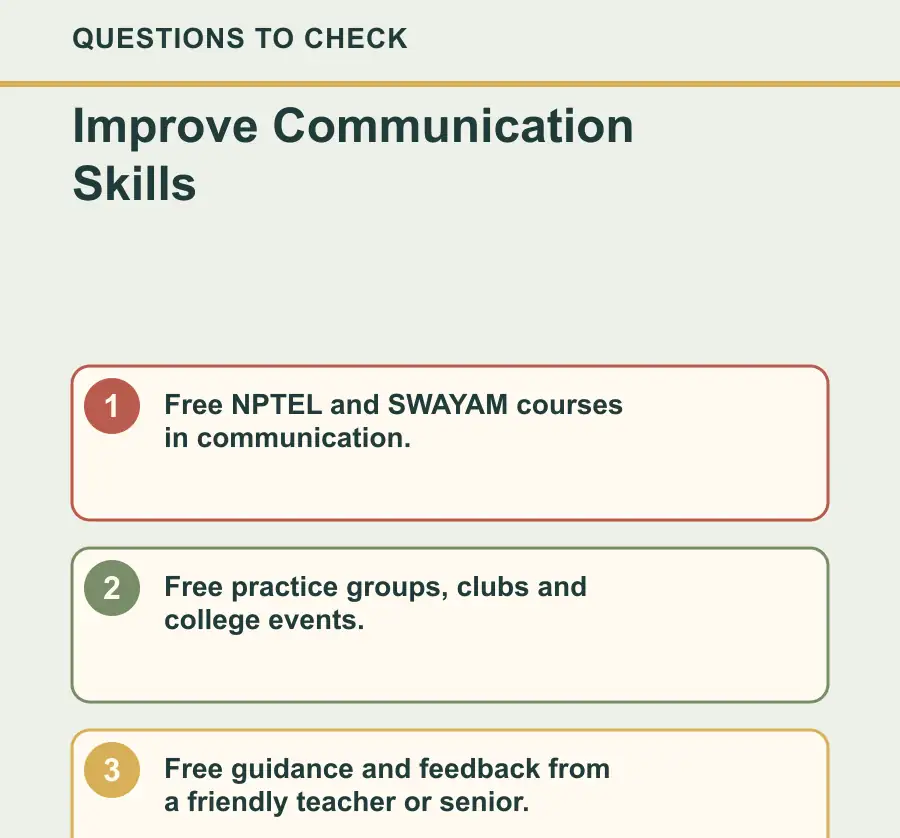 QUESTIONS TO CHECK
Improve Communication
Skills
1
Free NPTEL and SWAYAM courses
in communication.
2
Free practice groups, clubs and
college events.
3
Free guidance and feedback from
a friendly teacher or senior.